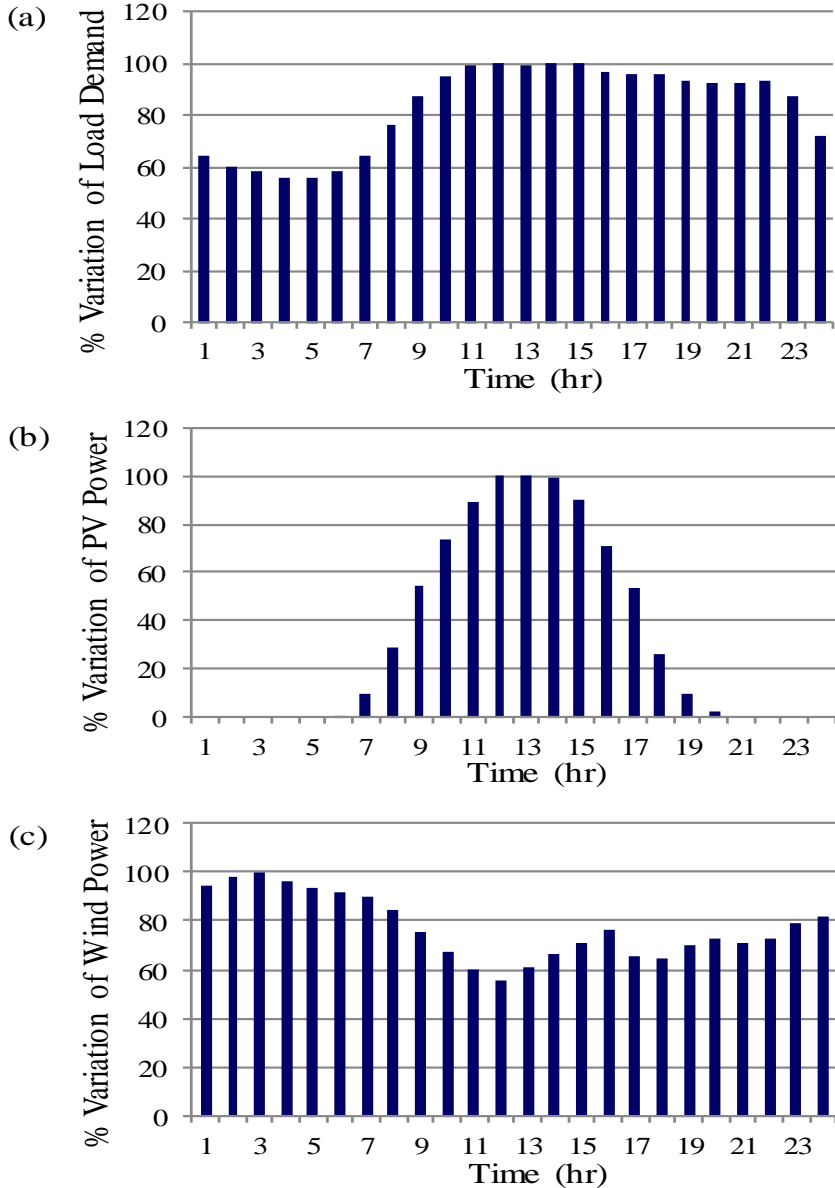 (a)
% Variation of Load Demand
120
100
80
60
40
20
0
1 3 5 7 9 11 13 15 17 19 21 23
Time (hr)
(b)
% Variation of PV Power
120
100
80
60
40
20
0
1 3 5 7 9 11 13 15 17 19 21 23
Time (hr)
(c)
% Variation of Wind Power
120
100
80
60
40
20
0
1 3 5 7 9 11 13 15 17 19 21 23
Time (hr)